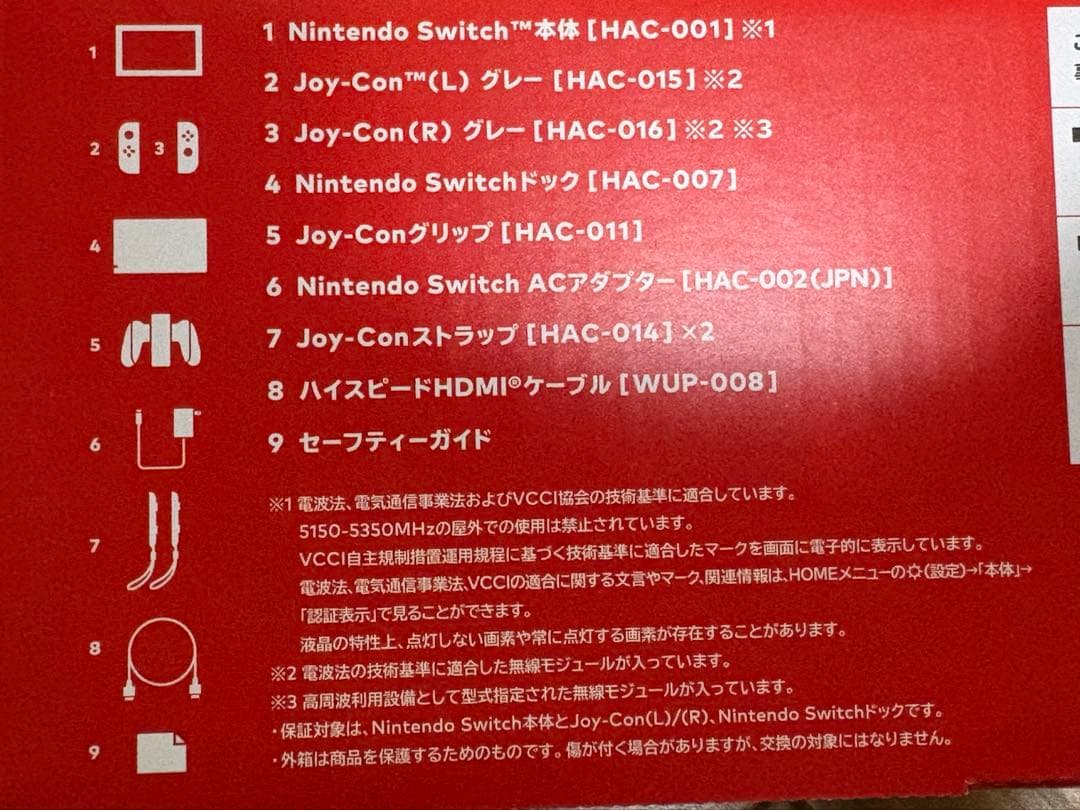 1 Nintendo Switch™本体 [HAC-001] ※1
2 Joy-Con™(L) グレー [HAC-015] ※2
3 Joy-Con(R) グレー [HAC-016] ※2 ※3
4 Nintendo Switchドック [HAC-007]
5 Joy-Conグリップ [HAC-011]
6 Nintendo Switch ACアダプター [HAC-002(JPN)]
7 Joy-Conストラップ [HAC-014] ×2
8 ハイスピードHDMI®ケーブル [WUP-008]
9 セーフティーガイド
※1 電波法、電気通信事業法およびVCCI協会の技術基準に適合しています。
5150-5350MHzの屋外での使用は禁止されています。
VCCI自主規制措置運用規程に基づく技術基準に適合したマークを画面に電子的に表示しています。
電波法、電気通信事業法、VCCIの適合に関する文言やマーク、関連情報は、HOMEメニューの(設定)→「本体」→
「認証表示」で見ることができます。
液晶の特性上、点灯しない画素や常に点灯する画素が存在することがあります。
※2 電波法の技術基準に適合した無線モジュールが入っています。
※3 高周波利用設備として型式指定された無線モジュールが入っています。
・保証対象は、Nintendo Switch本体とJoy-Con(L)/(R)、Nintendo Switchドックです。
・外箱は商品を保護するためのものです。傷が付く場合がありますが、交換の対象にはなりません。
1
2 3
4
5
6
7
8
9